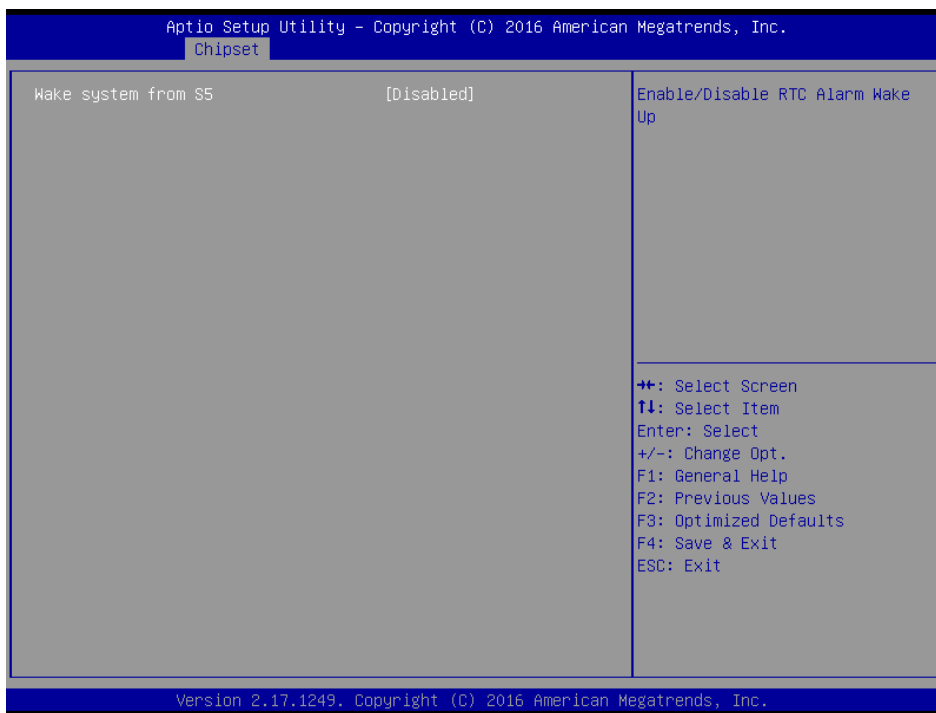 Aptio Setup Utility – Copyright (C) 2016 American Megatrends, Inc.
Chipset
Wake system from S5 [Disabled]
Enable/Disable RTC Alarm Wake
Up
→←: Select Screen
↑↓: Select Item
Enter: Select
+/-: Change Opt.
F1: General Help
F2: Previous Values
F3: Optimized Defaults
F4: Save & Exit
ESC: Exit
Version 2.17.1249. Copyright (C) 2016 American Megatrends, Inc.